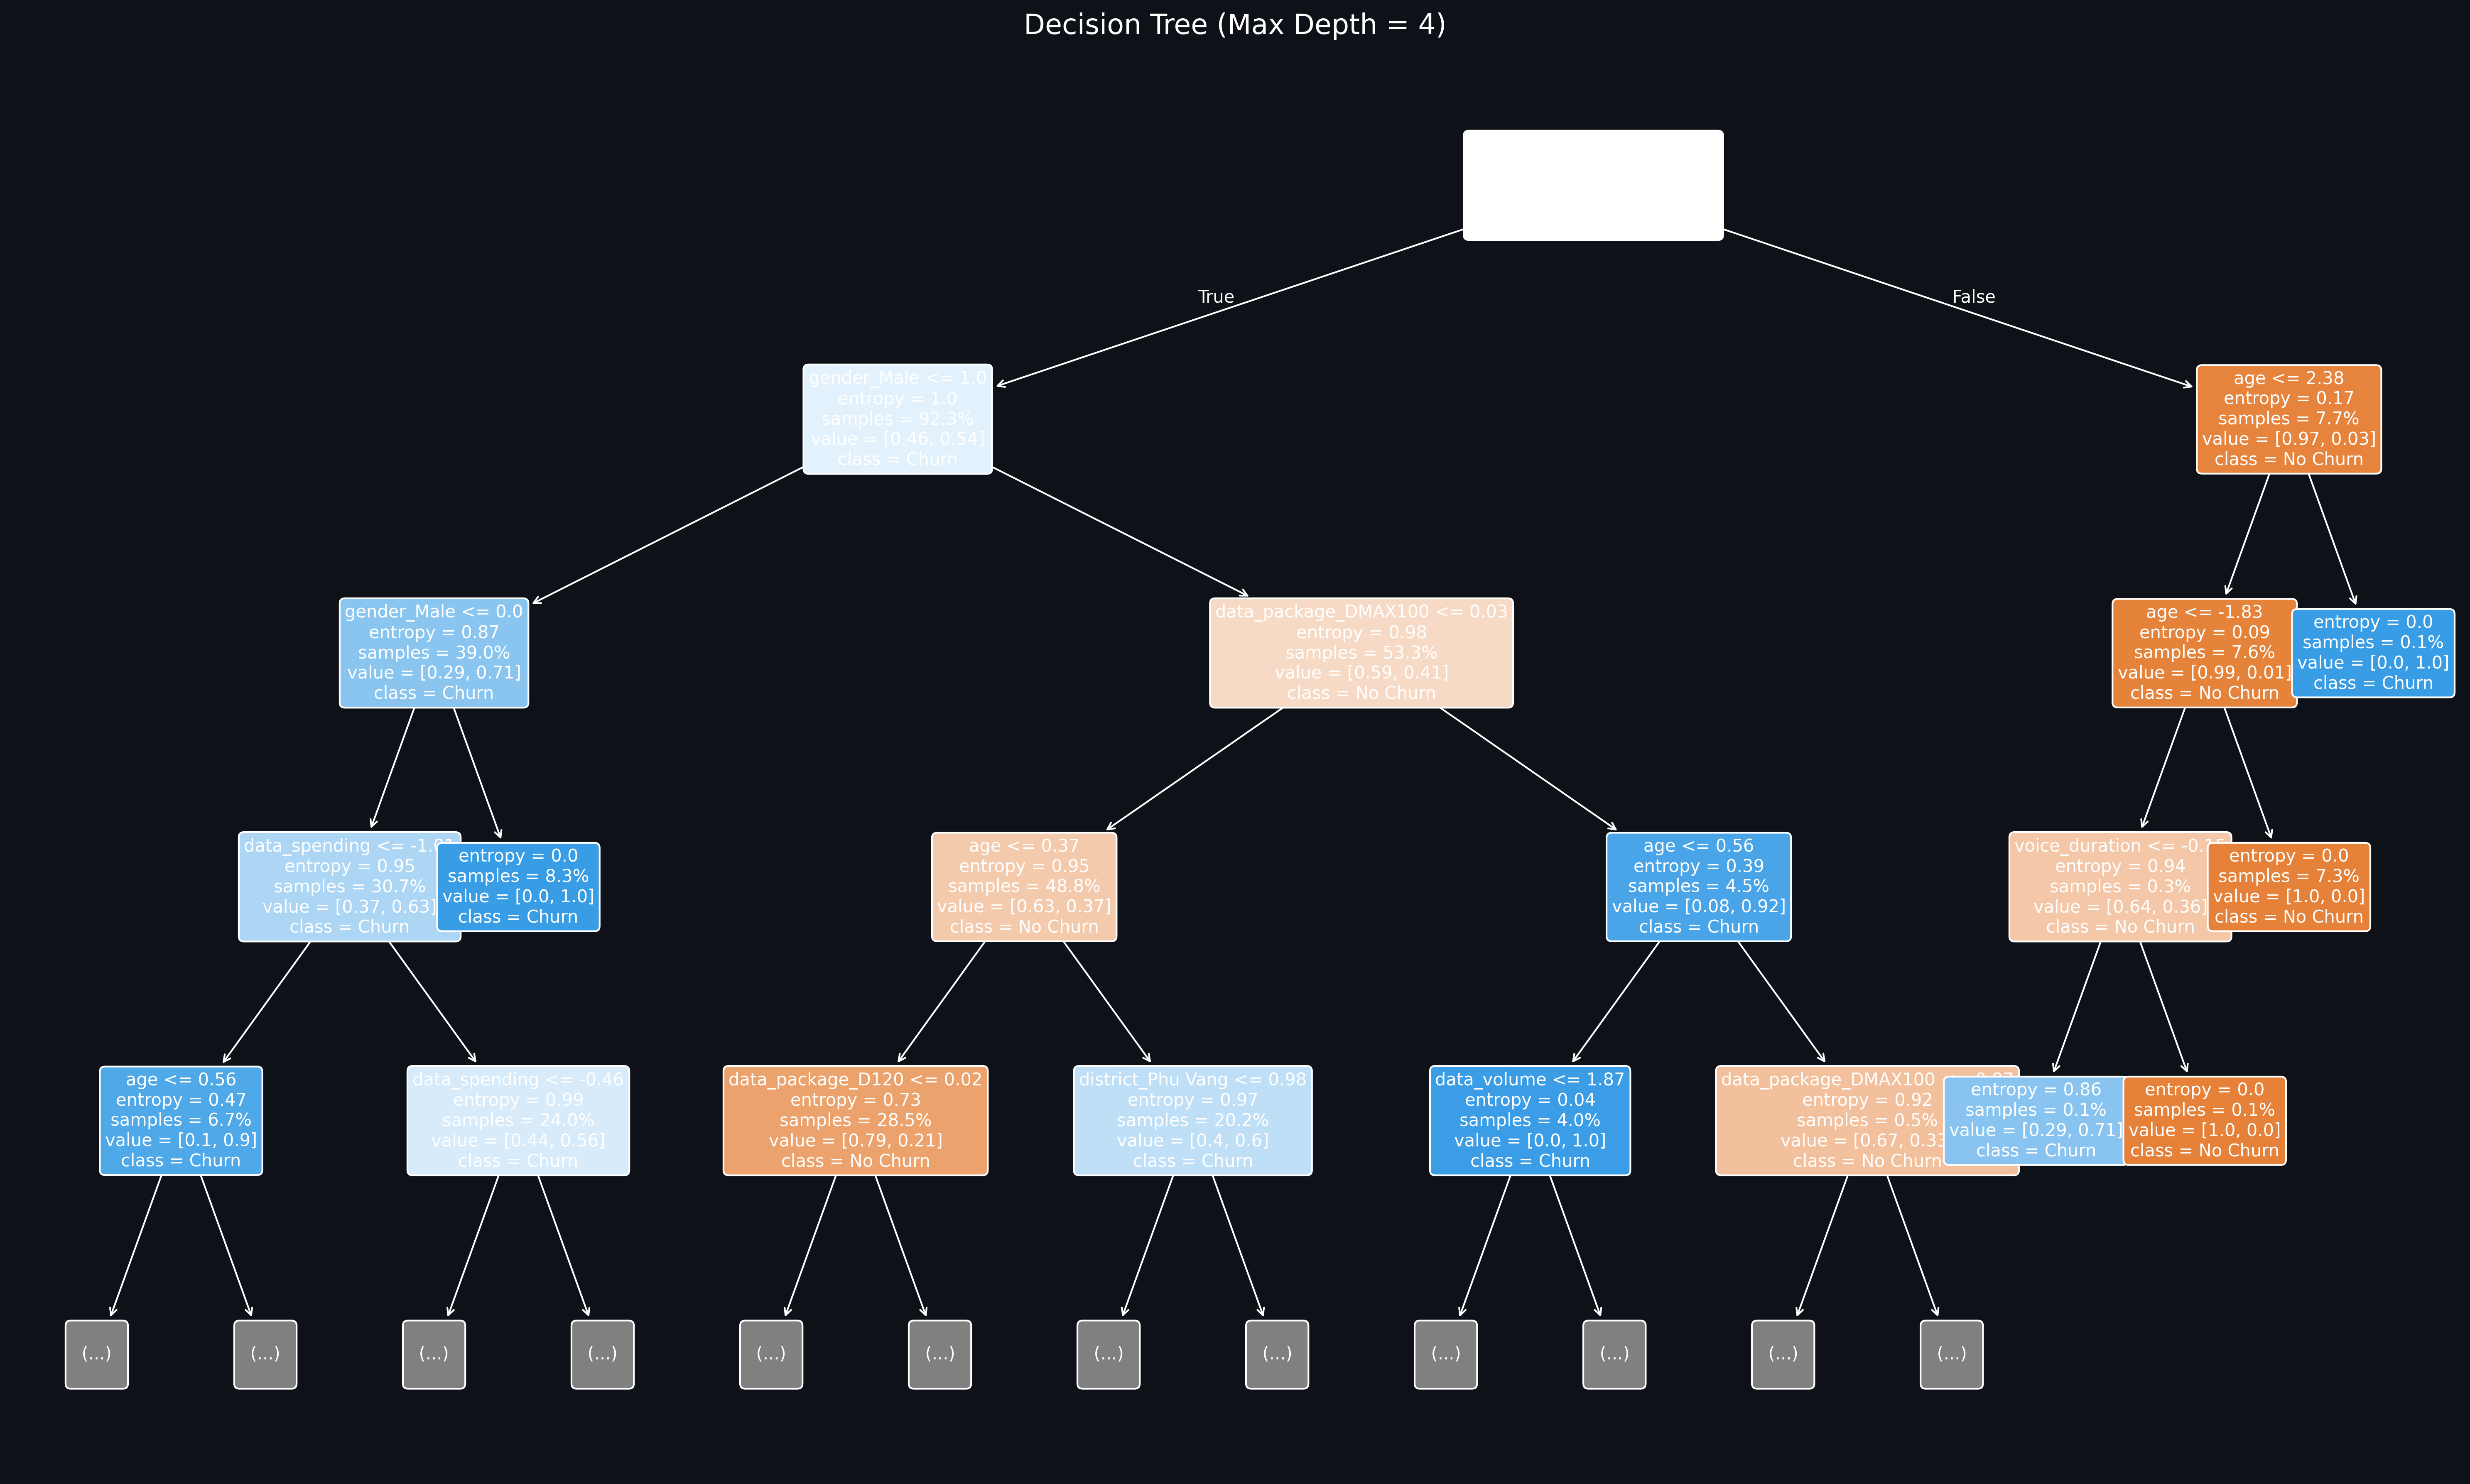 Decision Tree (Max Depth = 4)
True
False
gender_Male <= 1.0
entropy = 1.0
samples = 92.3%
value = [0.46, 0.54]
class = Churn
age <= 2.38
entropy = 0.17
samples = 7.7%
value = [0.97, 0.03]
class = No Churn
gender_Male <= 0.0
entropy = 0.87
samples = 39.0%
value = [0.29, 0.71]
class = Churn
data_package_DMAX100 <= 0.03
entropy = 0.98
samples = 53.3%
value = [0.59, 0.41]
class = No Churn
age <= -1.83
entropy = 0.09
samples = 7.6%
value = [0.99, 0.01]
class = No Churn
entropy = 0.0
samples = 0.1%
value = [0.0, 1.0]
class = Churn
data_spending <=
entropy = 0.95
samples = 30.7%
value = [0.37, 0.63]
class = Churn
entropy = 0.0
samples = 8.3%
value = [0.0, 1.0]
class = Churn
age <= 0.37
entropy = 0.95
samples = 48.8%
value = [0.63, 0.37]
class = No Churn
age <= 0.56
entropy = 0.39
samples = 4.5%
value = [0.08, 0.92]
class = Churn
voice_duration <=
entropy = 0.94
samples = 0.3%
value = [0.64, 0.36]
class = No Churn
entropy = 0.0
samples = 7.3%
value = [1.0, 0.0]
class = No Churn
age <= 0.56
entropy = 0.47
samples = 6.7%
value = [0.1, 0.9]
class = Churn
data_spending <= -0.46
entropy = 0.99
samples = 24.0%
value = [0.44, 0.56]
class = Churn
data_package_D120 <= 0.02
entropy = 0.73
samples = 28.5%
value = [0.79, 0.21]
class = No Churn
district_Phu Vang <= 0.98
entropy = 0.97
samples = 20.2%
value = [0.4, 0.6]
class = Churn
data_volume <= 1.87
entropy = 0.04
samples = 4.0%
value = [0.0, 1.0]
class = Churn
data_package_DMAX100
entropy = 0.92
samples = 0.5%
value = [0.67, 0.33
class = No Churn
entropy = 0.86
samples = 0.1%
value = [0.29, 0.71]
class = Churn
entropy = 0.0
samples = 0.1%
value = [1.0, 0.0]
class = No Churn
(...)
(...)
(...)
(...)
(...)
(...)
(...)
(...)
(...)
(...)
(...)
(...)